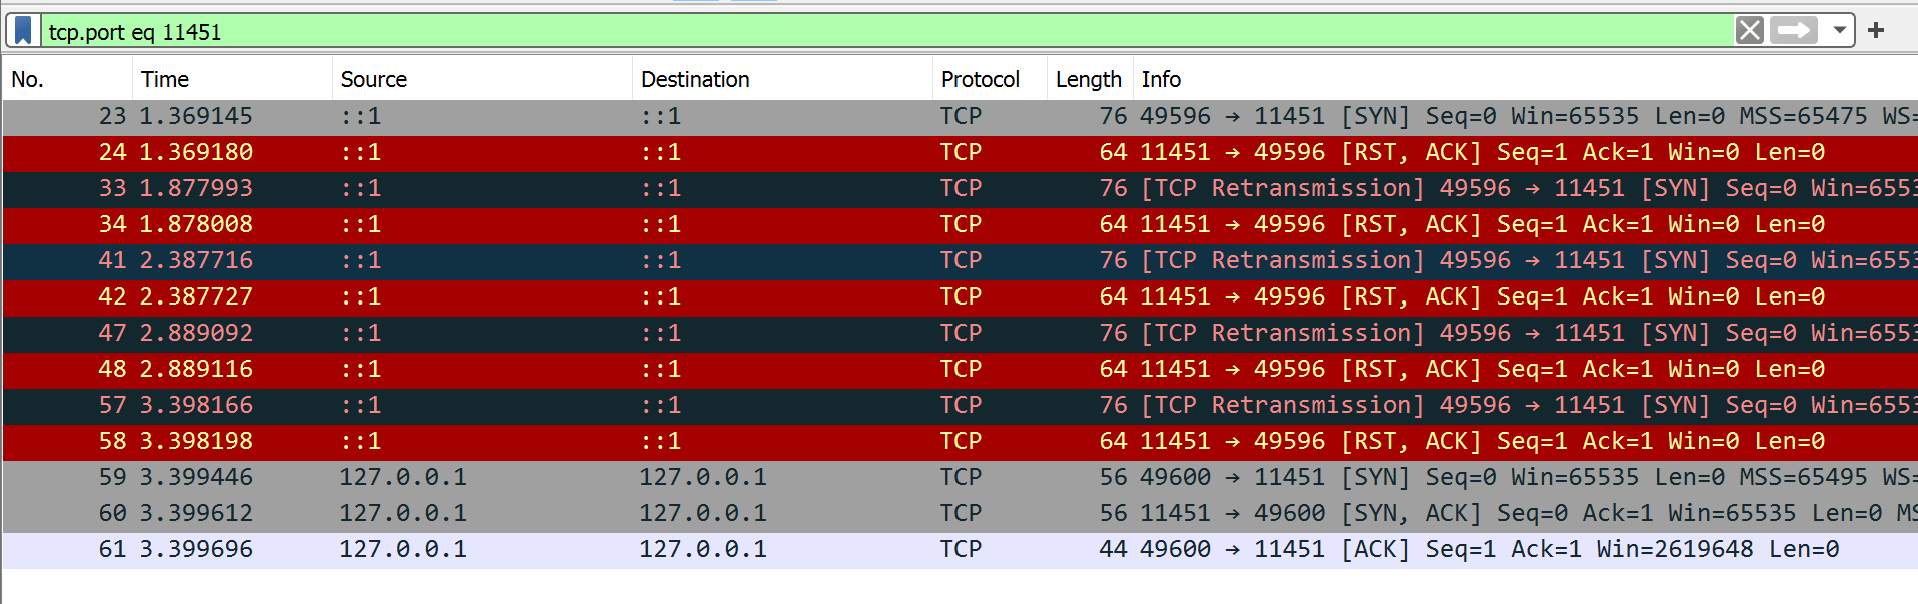 tcp.port eq 11451
No. Time Source Destination Protocol Length Info
23 1.369145 ::1 ::1 TCP 76 49596 → 11451 [SYN] Seq=0 Win=65535 Len=0 MSS=65475 WS=
24 1.369180 ::1 ::1 TCP 64 11451 → 49596 [RST, ACK] Seq=1 Ack=1 Win=0 Len=0
33 1.877993 ::1 ::1 TCP 76 [TCP Retransmission] 49596 → 11451 [SYN] Seq=0 Win=6553
34 1.878008 ::1 ::1 TCP 64 11451 → 49596 [RST, ACK] Seq=1 Ack=1 Win=0 Len=0
41 2.387716 ::1 ::1 TCP 76 [TCP Retransmission] 49596 → 11451 [SYN] Seq=0 Win=6553
42 2.387727 ::1 ::1 TCP 64 11451 → 49596 [RST, ACK] Seq=1 Ack=1 Win=0 Len=0
47 2.889092 ::1 ::1 TCP 76 [TCP Retransmission] 49596 → 11451 [SYN] Seq=0 Win=6553
48 2.889116 ::1 ::1 TCP 64 11451 → 49596 [RST, ACK] Seq=1 Ack=1 Win=0 Len=0
57 3.398166 ::1 ::1 TCP 76 [TCP Retransmission] 49596 → 11451 [SYN] Seq=0 Win=6553
58 3.398198 ::1 ::1 TCP 64 11451 → 49596 [RST, ACK] Seq=1 Ack=1 Win=0 Len=0
59 3.399446 127.0.0.1 127.0.0.1 TCP 56 49600 → 11451 [SYN] Seq=0 Win=65535 Len=0 MSS=65495 WS=
60 3.399612 127.0.0.1 127.0.0.1 TCP 56 11451 → 49600 [SYN, ACK] Seq=0 Ack=1 Win=65535 Len=0 MS
61 3.399696 127.0.0.1 127.0.0.1 TCP 44 49600 → 11451 [ACK] Seq=1 Ack=1 Win=2619648 Len=0